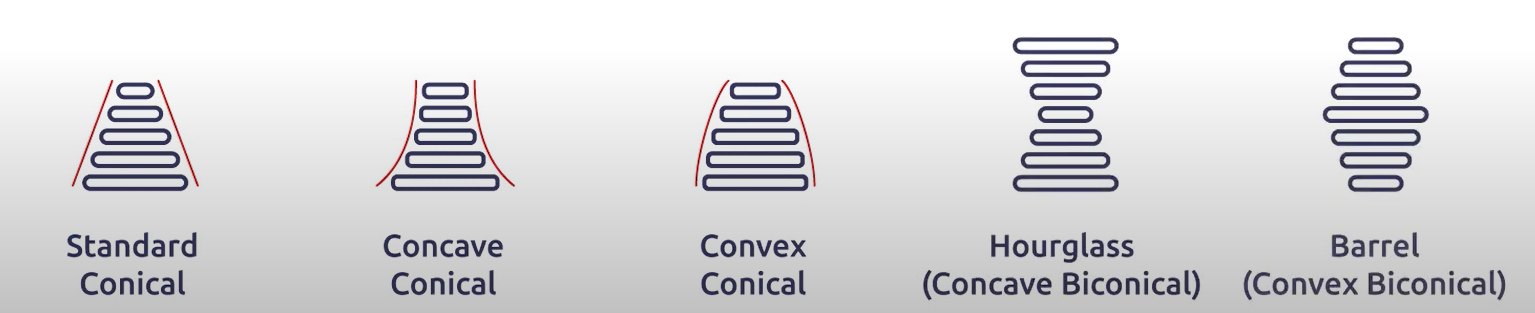 Standard
Conical
Concave
Conical
Convex
Conical
Hourglass
(Concave Biconical)
Barrel
(Convex Biconical)